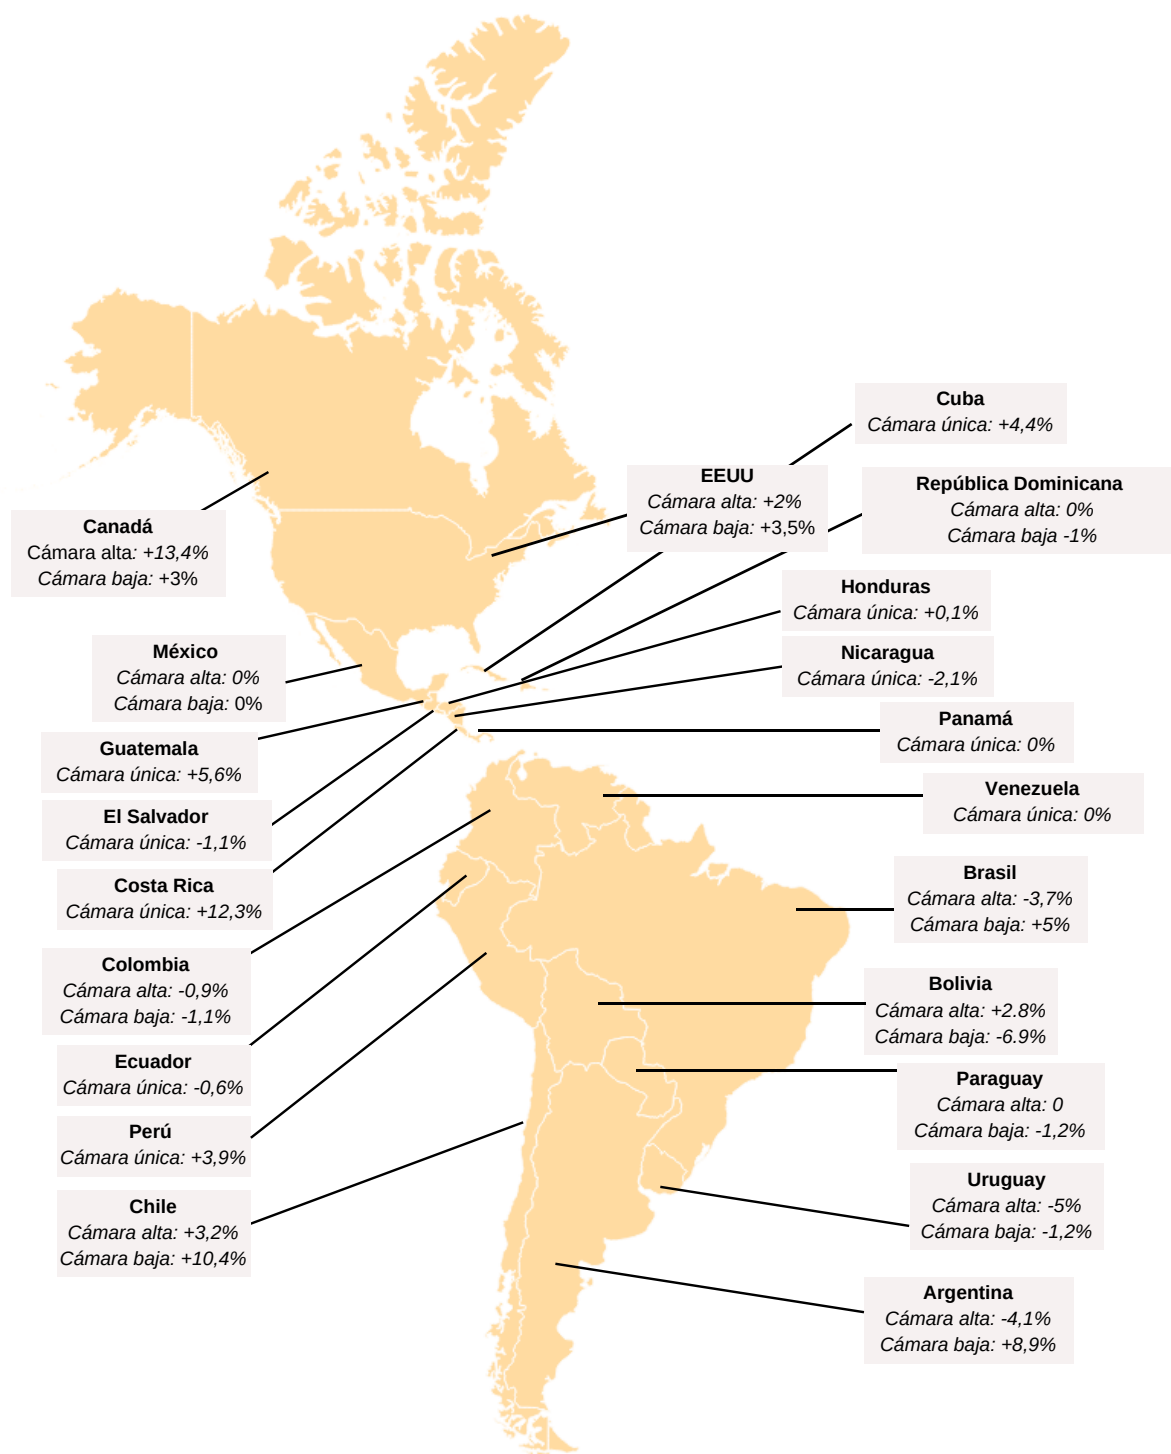 Cuba
Cámara única: +4,4%
EEUU
Cámara alta: +2%
Cámara baja: +3,5%
República Dominicana
Cámara alta: 0%
Cámara baja -1%
Canadá
Cámara alta: +13,4%
Cámara baja: +3%
Honduras
Cámara única: +0,1%
México
Cámara alta: 0%
Cámara baja: 0%
Nicaragua
Cámara única: -2,1%
Panamá
Cámara única: 0%
Guatemala
Cámara única: +5,6%
Venezuela
Cámara única: 0%
El Salvador
Cámara única: -1,1%
Costa Rica
Cámara única: +12,3%
Brasil
Cámara alta: -3,7%
Cámara baja: +5%
Colombia
Cámara alta: -0,9%
Cámara baja: -1,1%
Bolivia
Cámara alta: +2.8%
Cámara baja: -6.9%
Ecuador
Cámara única: -0,6%
Paraguay
Cámara alta: 0
Cámara baja: -1,2%
Perú
Cámara única: +3,9%
Uruguay
Cámara alta: -5%
Cámara baja: -1,2%
Chile
Cámara alta: +3,2%
Cámara baja: +10,4%
Argentina
Cámara alta: -4,1%
Cámara baja: +8,9%